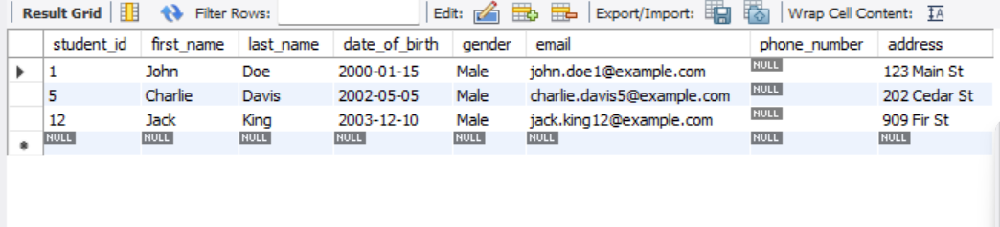 Result Grid Filter Rows: Edit: Export/Import: Wrap Cell Content: IA
student_id first_name last_name date_of_birth gender email phone_number address
1 John Doe 2000-01-15 Male john.doe1@example.com NULL 123 Main St
5 Charlie Davis 2002-05-05 Male charlie.davis5@example.com NULL 202 Cedar St
12 Jack King 2003-12-10 Male jack.king12@example.com NULL 909 Fir St
NULL NULL NULL NULL NULL NULL NULL NULL